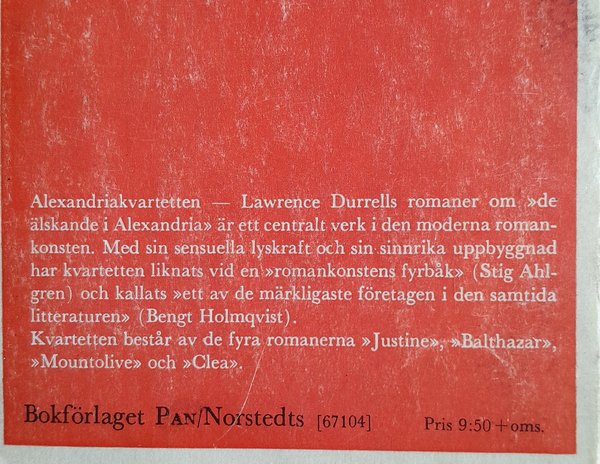 Alexandriakvartetten — Lawrence Durrells romaner om »de
älskande i Alexandria» är ett centralt verk i den moderna roman-
konsten. Med sin sensuella lyskraft och sin sinnrika uppbyggnad
har kvartetten liknats vid en »romankonstens fyrbåk» (Stig Ahl-
gren) och kallats »ett av de märkligaste företagen i den samtida
litteraturen» (Bengt Holmqvist).
Kvartetten består av de fyra romanerna »Justine», »Balthazar»,
»Mountolive» och »Clea».
Bokförlaget PAN/Norstedts [67104]
Pris 9:50+oms.